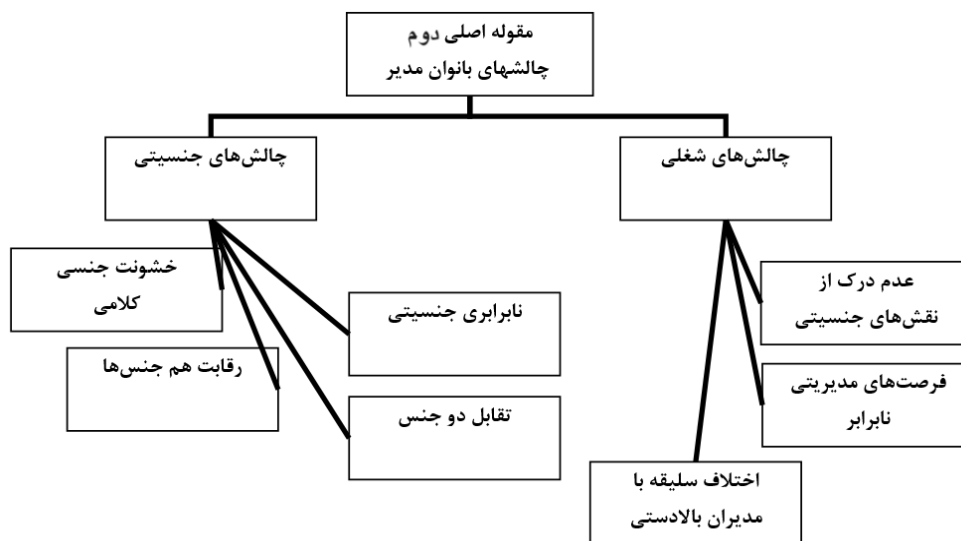 مقوله اصلی دوم
چالشهای بانوان مدیر
چالش‌های شغلی
چالش‌های جنسیتی
عدم درک از
نقش‌های جنسیتی
فرصت‌های مدیریتی
نابرابر
اختلاف سلیقه با
مدیران بالادستی
نابرابری جنسیتی
تقابل دو جنس
خشونت جنسی
کلامی
رقابت هم جنس‌ها